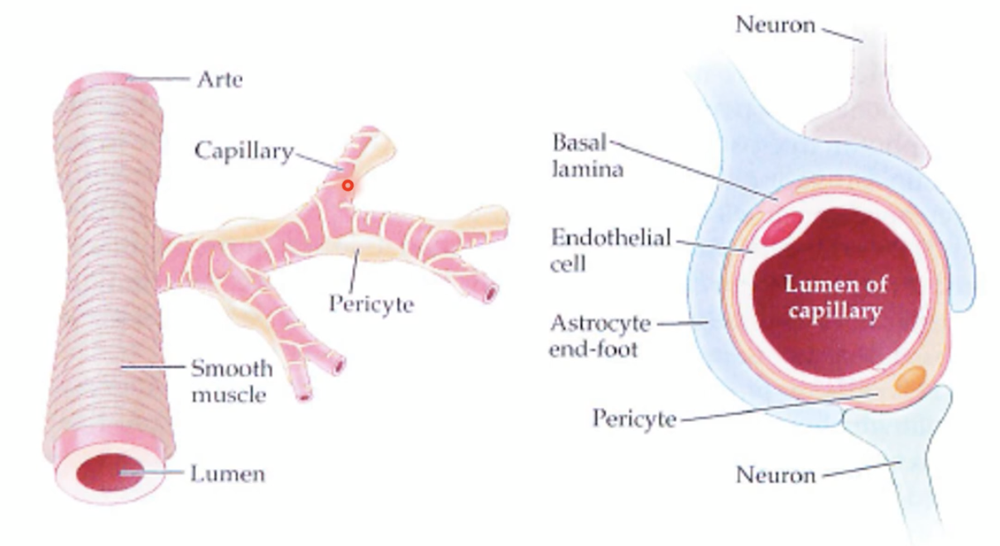 Arte
Capillary
Pericyte
Smooth
muscle
Lumen
Neuron
Basal
lamina
Endothelial
cell
Lumen of
capillary
Astrocyte
end-foot
Pericyte
Neuron